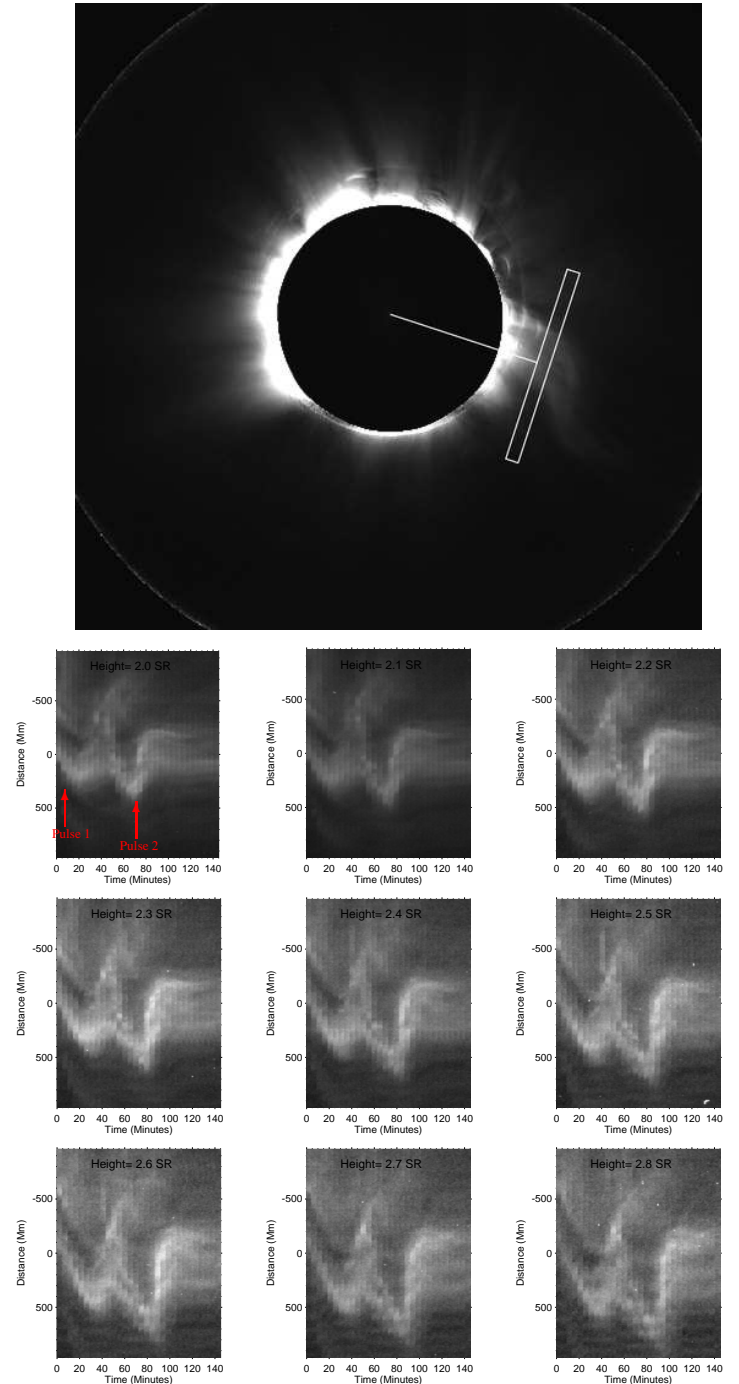 Height= 2.0 SR
Height= 2.1 SR
Height= 2.2 SR
-500
0
500
Distance (Mm)
Pulse 1
Pulse 2
0 20 40 60 80 100 120 140
Time (Minutes)
-500
0
500
Distance (Mm)
0 20 40 60 80 100 120 140
Time (Minutes)
-500
0
500
Distance (Mm)
0 20 40 60 80 100 120 140
Time (Minutes)
Height= 2.3 SR
Height= 2.4 SR
Height= 2.5 SR
-500
0
500
Distance (Mm)
0 20 40 60 80 100 120 140
Time (Minutes)
-500
0
500
Distance (Mm)
0 20 40 60 80 100 120 140
Time (Minutes)
-500
0
500
Distance (Mm)
0 20 40 60 80 100 120 140
Time (Minutes)
Height= 2.6 SR
Height= 2.7 SR
Height= 2.8 SR
-500
0
500
Distance (Mm)
0 20 40 60 80 100 120 140
Time (Minutes)
-500
0
500
Distance (Mm)
0 20 40 60 80 100 120 140
Time (Minutes)
-500
0
500
Distance (Mm)
0 20 40 60 80 100 120 140
Time (Minutes)